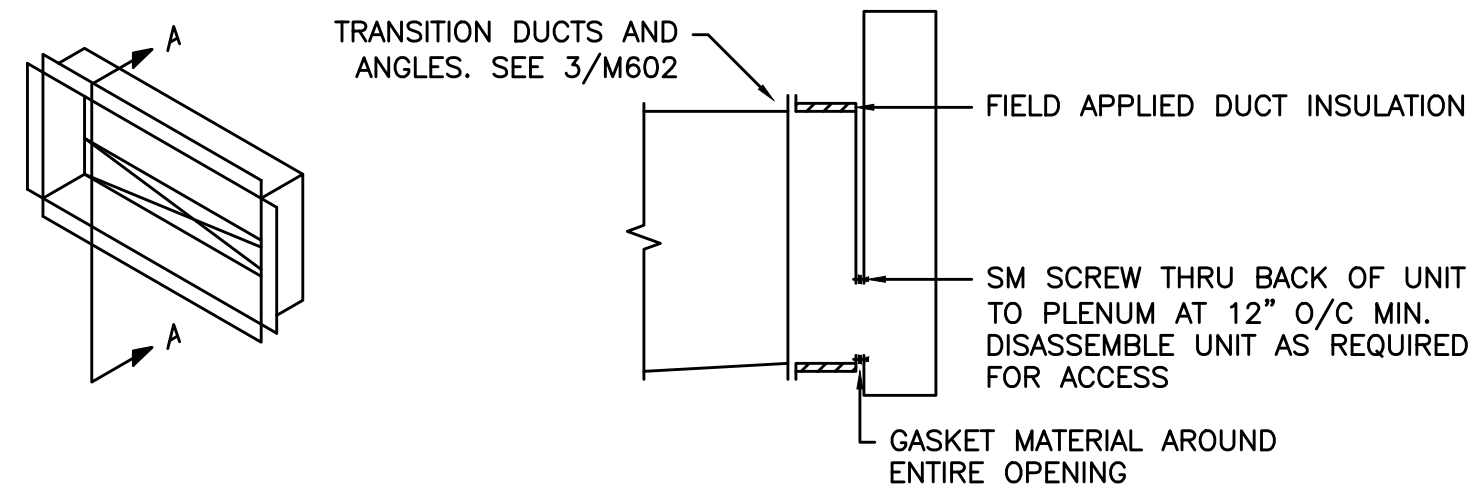 A
A
TRANSITION DUCTS AND
ANGLES. SEE 3/M602
FIELD APPLIED DUCT INSULATION
SM SCREW THRU BACK OF UNIT
TO PLENUM AT 12” O/C MIN.
DISASSEMBLE UNIT AS REQUIRED
FOR ACCESS
GASKET MATERIAL AROUND
ENTIRE OPENING